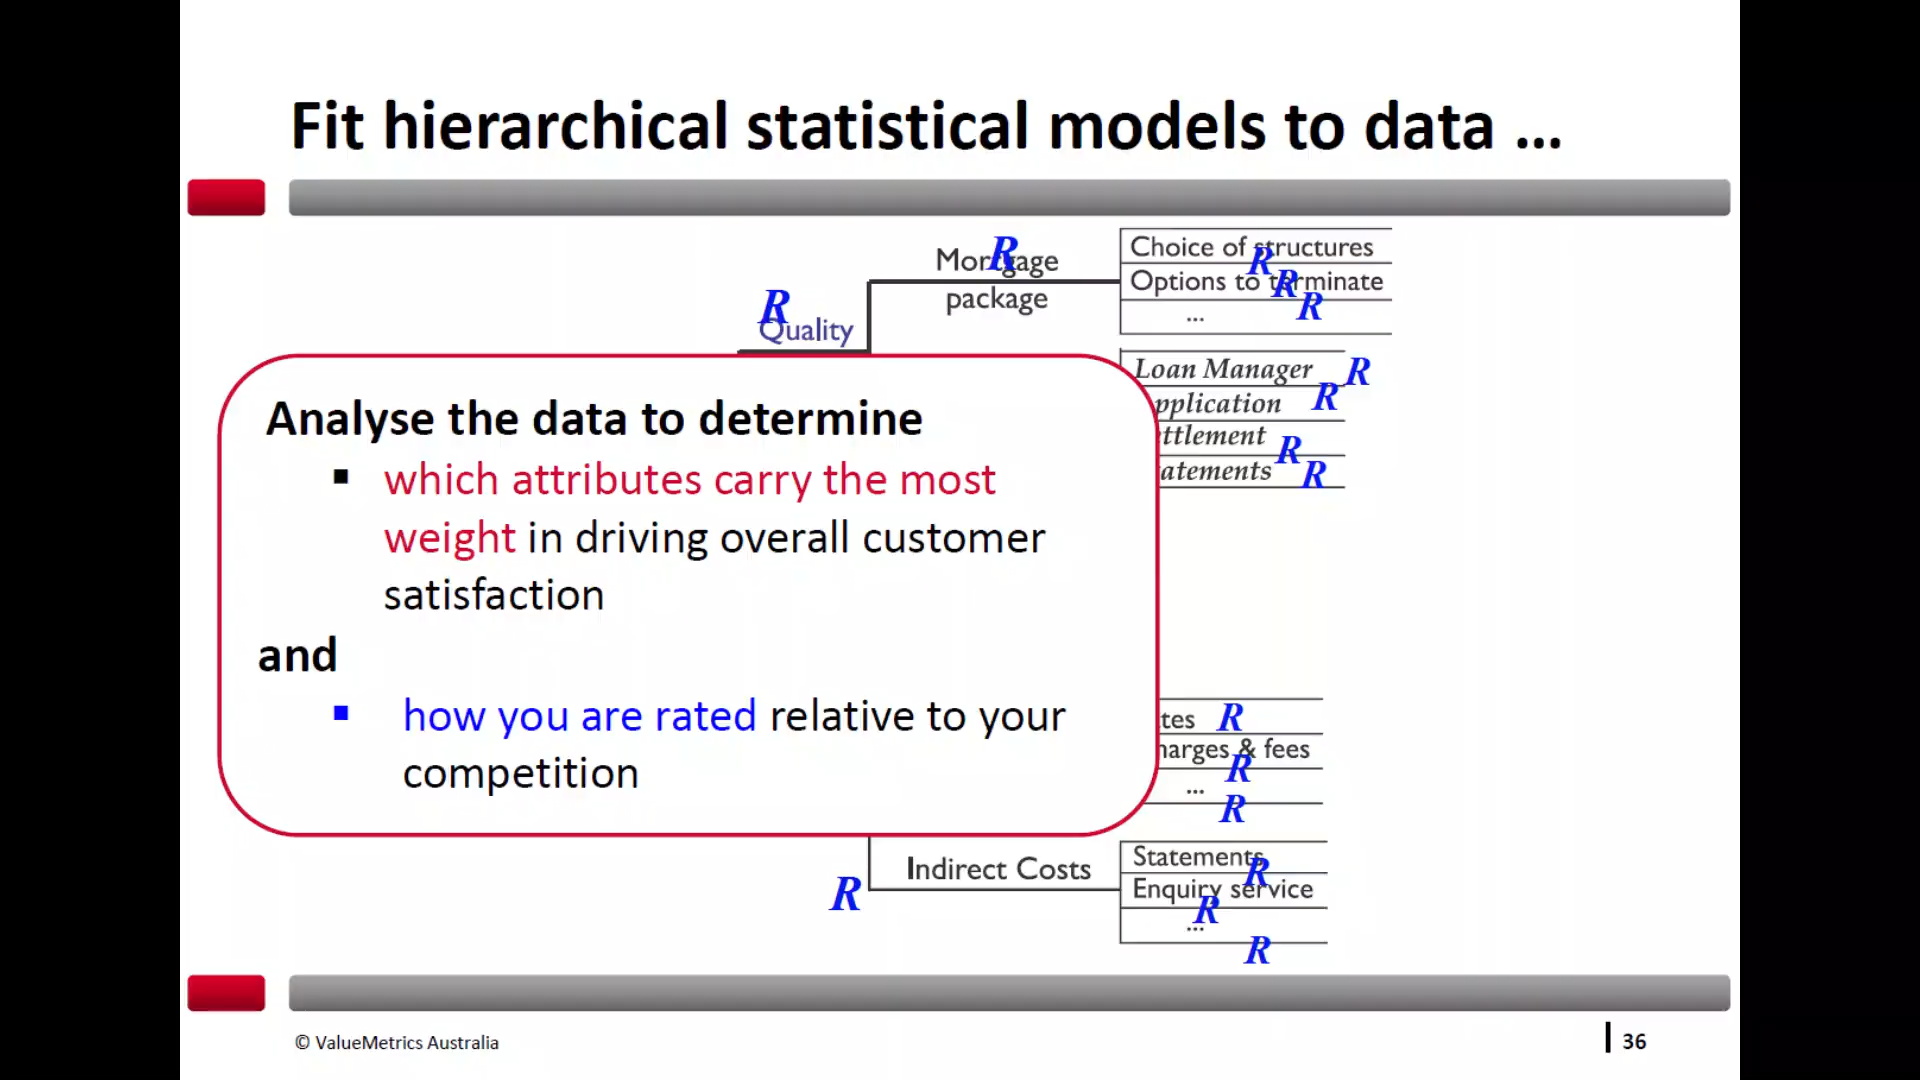 Fit hierarchical statistical models to data ...
R
Mortgage
package
R
Quality
Choice of structures
R
Options to terminate
R
...
R
Loan Manager R
pplication R
ttlement R
atements R
Analyse the data to determine
▪ which attributes carry the most
weight in driving overall customer
satisfaction
and
▪ how you are rated relative to your
competition
tes R
harges & fees
R
...
R
Indirect Costs
R
Statements
R
Enquiry service
R
...
R
© ValueMetrics Australia
36